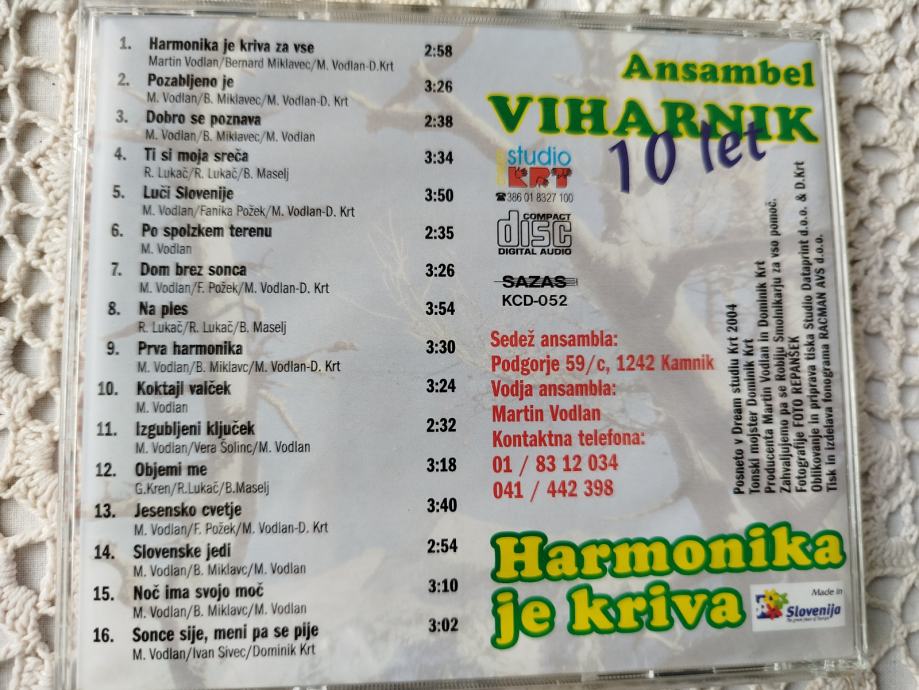 1. Harmonika je kriva za vse 2:58
Martin Vodlan/Bernard Miklavec/M. Vodlan-D.Krt
2. Pozabljeno je 3:26
M. Vodlan/B. Miklavec/M. Vodlan-D. Krt
3. Dobro se poznava 2:38
M. Vodlan/B. Miklavec/M. Vodlan
4. Ti si moja sreča 3:34
R. Lukač/R. Lukač/B. Maselj
5. Luči Slovenije 3:50
M. Vodlan/Fanika Požek/M. Vodlan-D. Krt
6. Po spolzkem terenu 2:35
M. Vodlan
7. Dom brez sonca 3:26
M. Vodlan/F. Požek/M. Vodlan-D. Krt
8. Na ples 3:54
R. Lukač/R. Lukač/B. Maselj
9. Prva harmonika 3:30
M. Vodlan/B. Miklavc/M. Vodlan-D. Krt
10. Koktajl valček 3:24
M. Vodlan
11. Izgubljeni ključek 2:32
M. Vodlan/Vera Šolinc/M. Vodlan
12. Objemi me 3:18
G.Kren/R.Lukač/B.Maselj
13. Jesensko cvetje 3:40
M. Vodlan/F. Požek/M. Vodlan-D. Krt
14. Slovenske jedi 2:54
M. Vodlan/B. Miklavc/M. Vodlan
15. Noč ima svojo moč 3:10
M. Vodlan/B. Miklavc/M. Vodlan
16. Sonce sije, meni pa se pije 3:02
M. Vodlan/Ivan Sivec/Dominik Krt
Ansambel
VIHARNIK
10 let
studio
KRT
☎386 01 8327 100
COMPACT
disc
DIGITAL AUDIO
SAZAS
KCD-052
Sedež ansambla:
Podgorje 59/c, 1242 Kamnik
Vodja ansambla:
Martin Vodlan
Kontaktna telefona:
01 / 83 12 034
041 / 442 398
Posneto v Dream studiu Krt 2004
Tonski mojster Dominik Krt
Producenta Martin Vodlan in Dominik Krt
Zahvaljujemo pa se Robiju Smolnikarju za vso pomoč.
Fotografije FOTO REPANŠEK
Oblikovanje in priprava tiska Studio Dataprint d.o.o. & D.Krt
Tisk in izdelava fonograma RACMAN AVS d.o.o.
Harmonika
je kriva
Made in
Slovenija